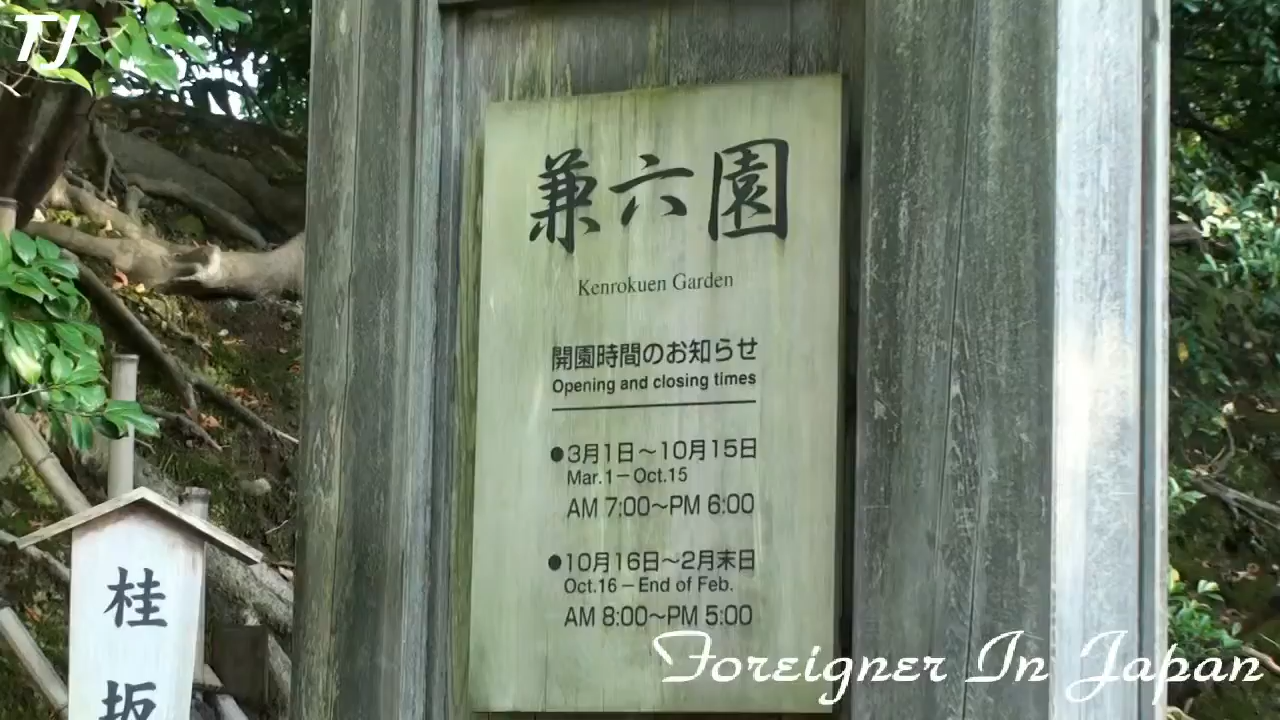 TJ
兼六園
Kenrokuen Garden
開園時間のお知らせ
Opening and closing times
●3月1日～10月15日
Mar.1－Oct.15
AM 7:00～PM 6:00
●10月16日～2月末日
Oct.16－End of Feb.
AM 8:00～PM 5:00
桂
坂
Foreigner In Japan